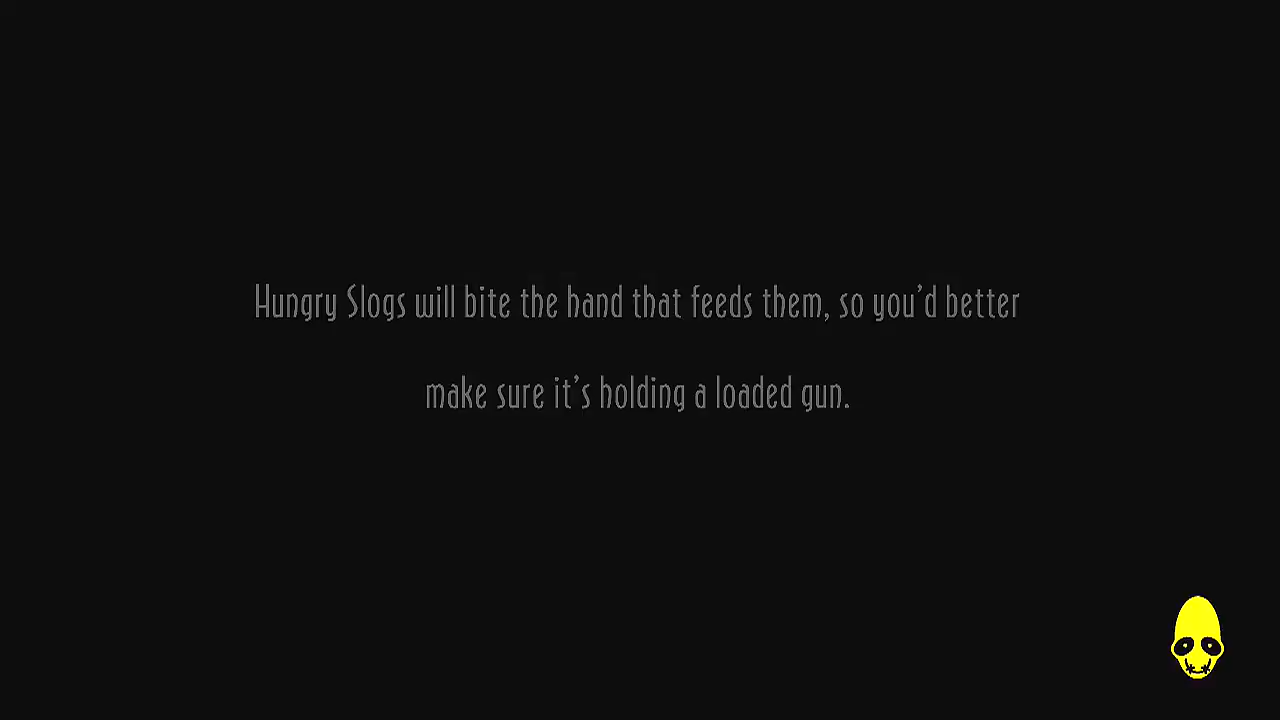 Hungry Slogs will bite the hand that feeds them, so you’d better
make sure it’s holding a loaded gun.